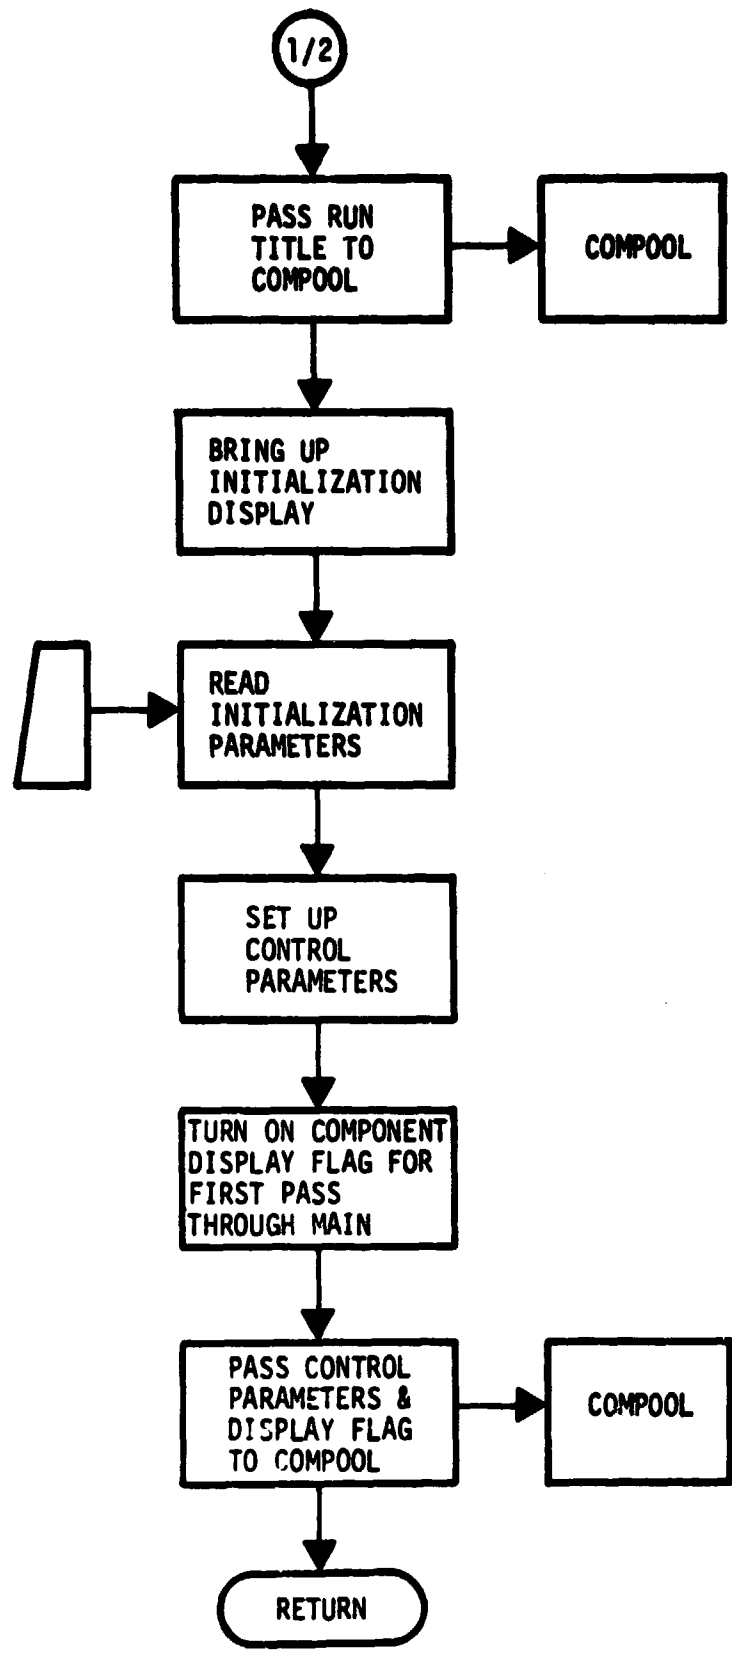 1/2
PASS RUN
TITLE TO
COMPOOL
COMPOOL
BRING UP
INITIALIZATION
DISPLAY
READ
INITIALIZATION
PARAMETERS
SET UP
CONTROL
PARAMETERS
TURN ON COMPONENT
DISPLAY FLAG FOR
FIRST PASS
THROUGH MAIN
PASS CONTROL
PARAMETERS &
DISPLAY FLAG
TO COMPOOL
COMPOOL
RETURN